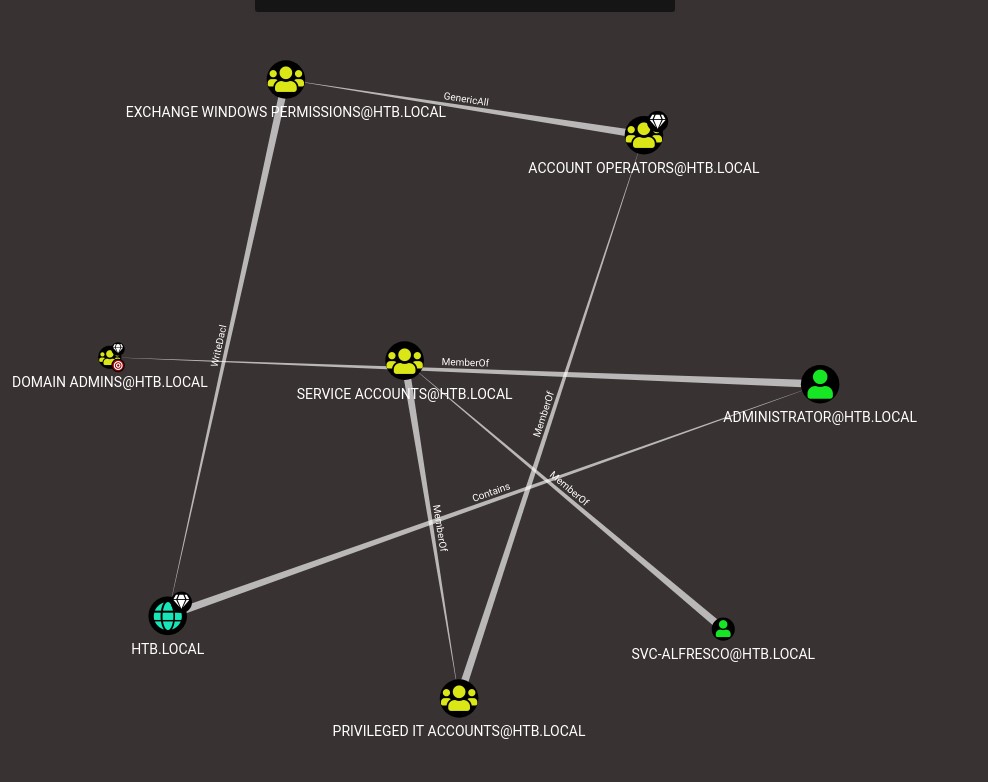 GenericAll
EXCHANGE WINDOWS PERMISSIONS@HTB.LOCAL
ACCOUNT OPERATORS@HTB.LOCAL
WriteDacl
MemberOf
DOMAIN ADMINS@HTB.LOCAL
SERVICE ACCOUNTS@HTB.LOCAL
MemberOf
ADMINISTRATOR@HTB.LOCAL
Contains
MemberOf
MemberOf
HTB.LOCAL
SVC-ALFRESCO@HTB.LOCAL
PRIVILEGED IT ACCOUNTS@HTB.LOCAL